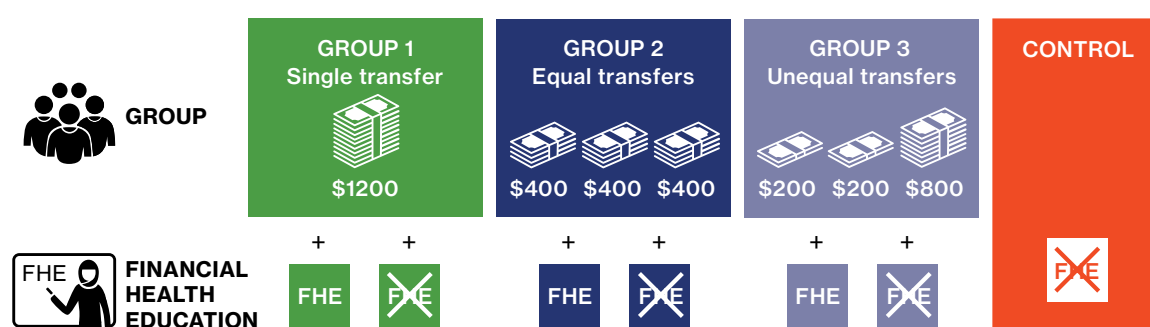 GROUP
GROUP 1
Single transfer
$1200
GROUP 2
Equal transfers
$400 $400 $400
GROUP 3
Unequal transfers
$200 $200 $800
CONTROL
+ +
+ +
+ +
FHE
FINANCIAL
HEALTH
EDUCATION
FHE FHE
FHE FHE
FHE FHE
FHE